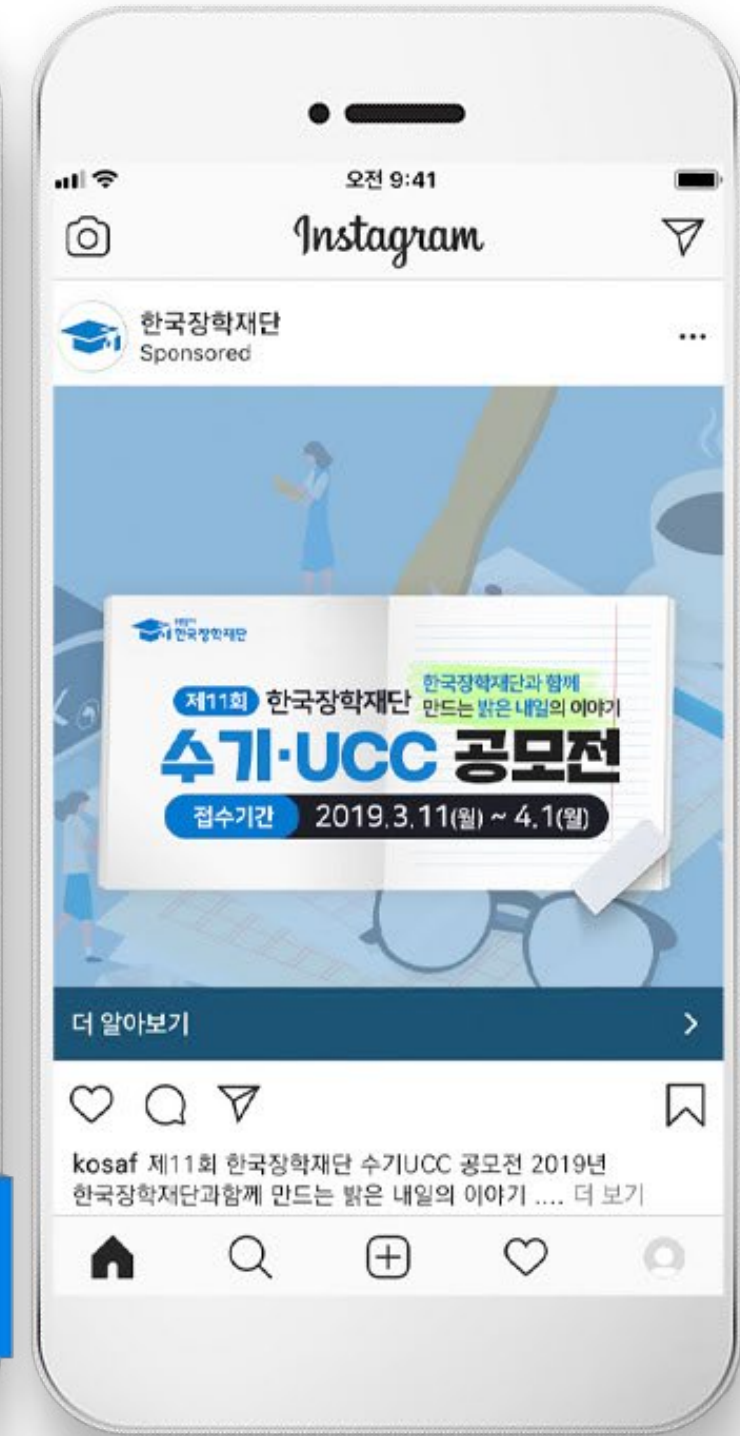 오전 9:41
Instagram
한국장학재단
Sponsored
한국장학재단
제11회 한국장학재단
한국장학재단과 함께
만드는 밝은 내일의 이야기
수기·UCC 공모전
접수기간 2019.3.11(월) ~ 4.1(월)
더 알아보기
kosaf 제11회 한국장학재단 수기UCC 공모전 2019년
한국장학재단과함께 만드는 밝은 내일의 이야기 .... 더 보기